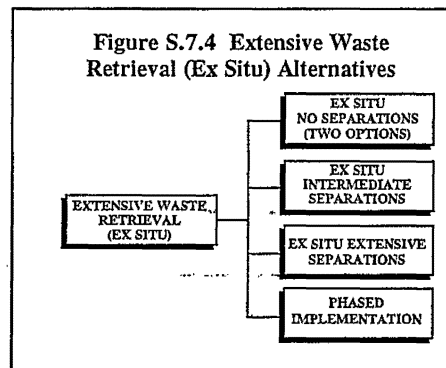 Figure S.7.4 Extensive Waste
Retrieval (Ex Situ) Alternatives
EX SITU
NO SEPARATIONS
(TWO OPTIONS)
EX SITU
INTERMEDIATE
SEPARATIONS
EXTENSIVE WASTE
RETRIEVAL
(EX SITU)
EX SITU EXTENSIVE
SEPARATIONS
PHASED
IMPLEMENTATION